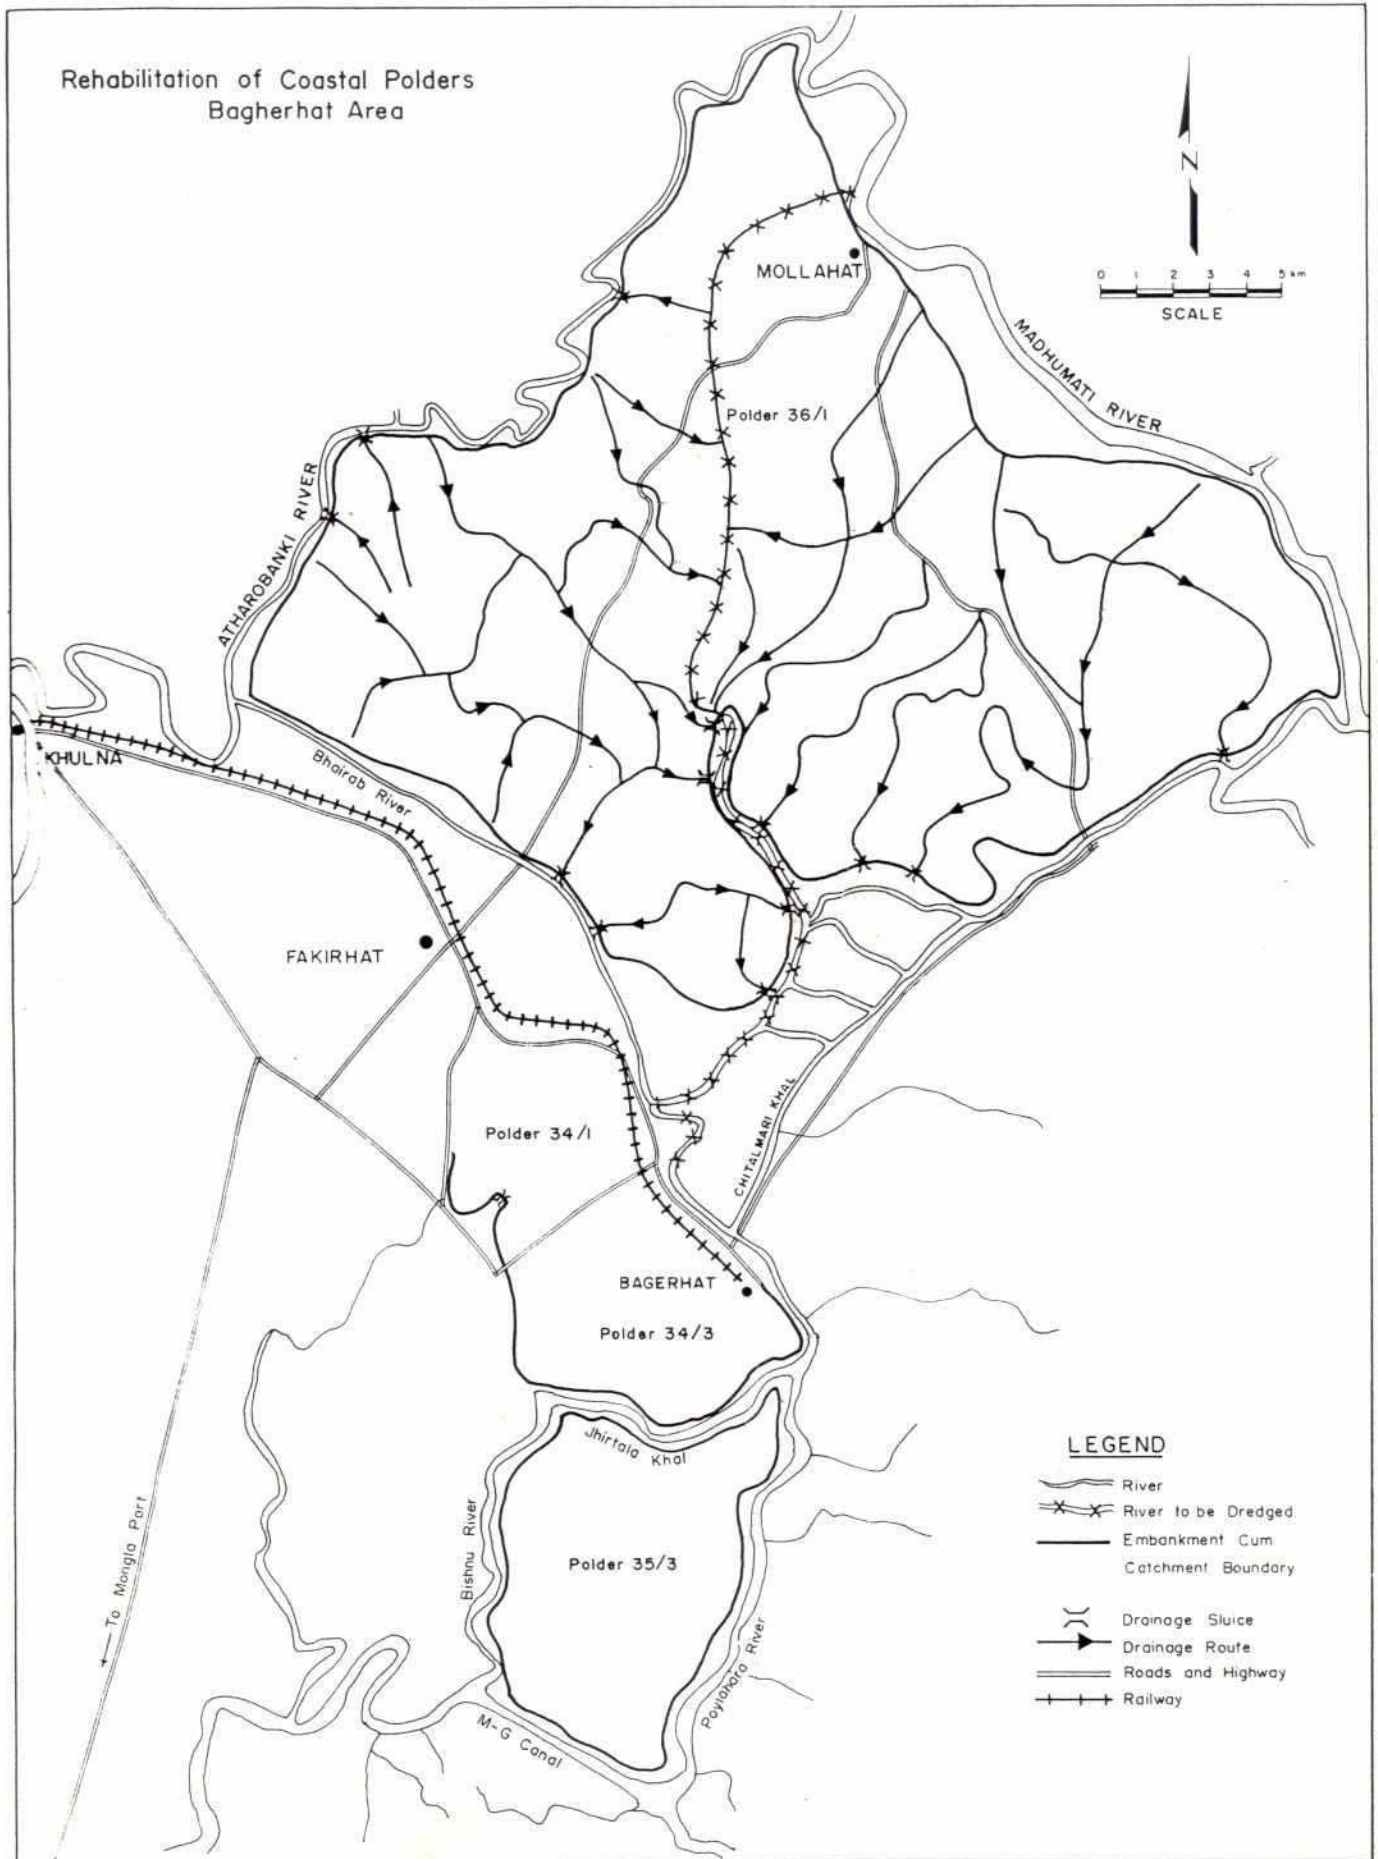 Rehabilitation of Coastal Polders
Bagherhat Area
N
0 1 2 3 4 5 km
SCALE
MOLLAHAT
MADHUMATI RIVER
Polder 36/1
ATHAROBANKI RIVER
KHULNA
Bhairab River
FAKIRHAT
Polder 34/1
CHITALMARI KHAL
BAGERHAT
Polder 34/3
Jhirtala Khal
Bishnu River
Polder 35/3
To Mongla Port
Poylahara River
M-G Canal
LEGEND
River
River to be Dredged
Embankment Cum
Catchment Boundary
Drainage Sluice
Drainage Route
Roads and Highway
Railway